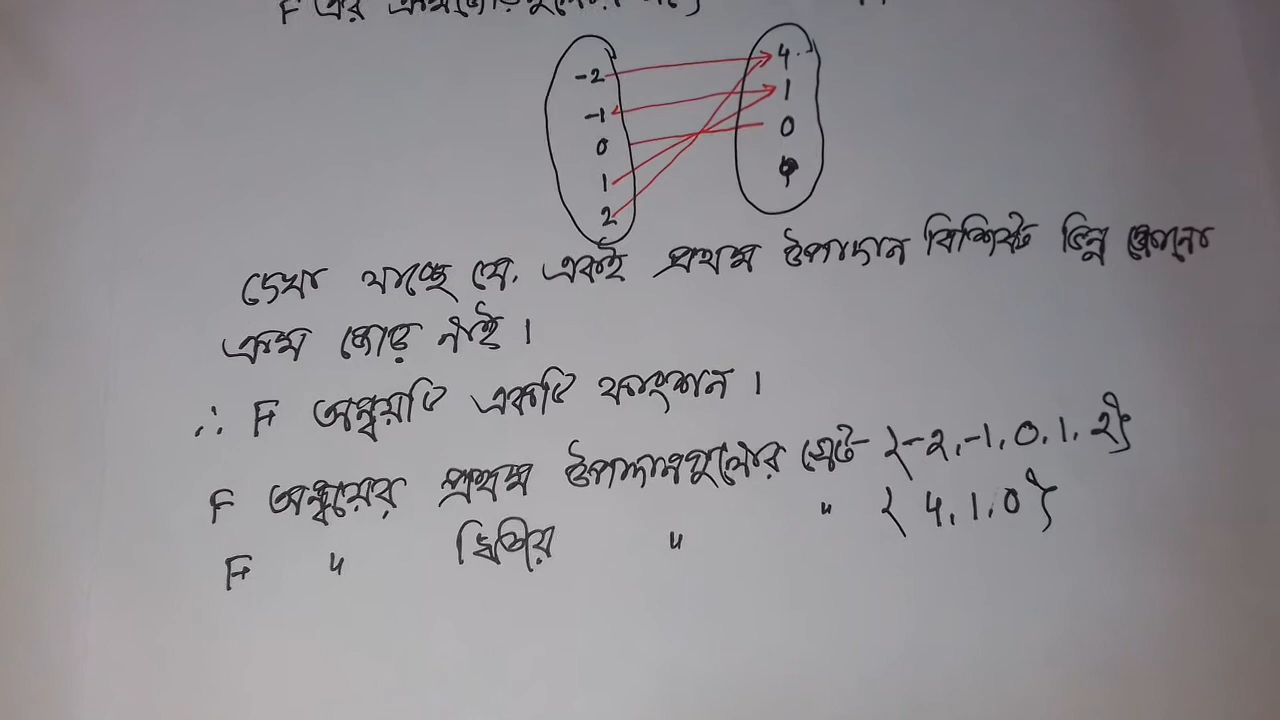 F এর
-2 4
-1 1
0 0
1
2
দেখা যাচ্ছে যে, একই প্রথম উপাদান বিশিষ্ট ভিন্ন কোনো
ক্রম জোড় নাই।
∴ F অন্বয়টি একটি ফাংশন।
F অন্বয়ের প্রথম উপাদানগুলোর সেট {-2, -1, 0, 1, 2}
F " দ্বিতীয় " " { 4, 1, 0}